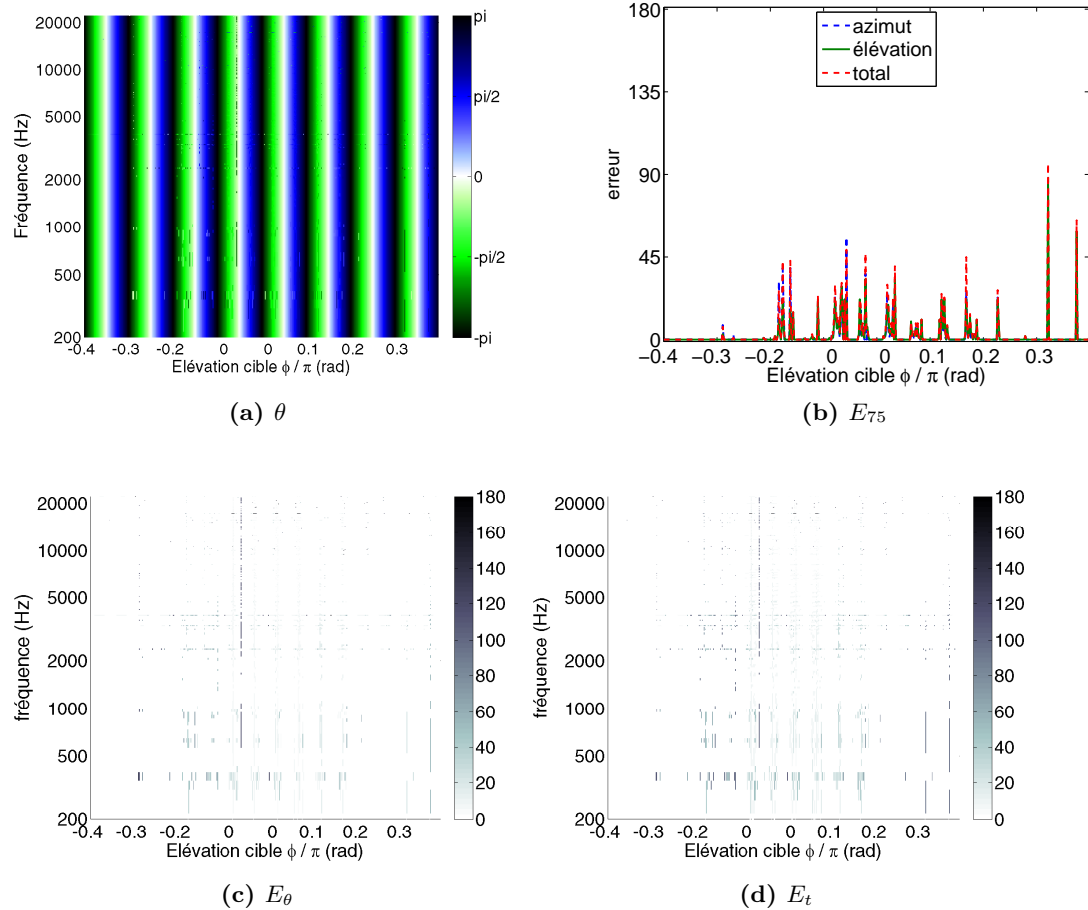 Fréquence (Hz)
20000
10000
5000
2000
1000
500
200
-0.4 -0.3 -0.2 0 0 0.1 0.2 0.3
Elévation cible ϕ / π (rad)
pi
pi/2
0
-pi/2
-pi
(a) θ
erreur
180
135
90
45
0
azimut
élévation
total
-0.4 -0.3 -0.2 0 0 0.1 0.2 0.3
Elévation cible ϕ / π (rad)
(b) E75
fréquence (Hz)
20000
10000
5000
2000
1000
500
200
-0.4 -0.3 -0.2 0 0 0.1 0.3
Elévation cible ϕ / π (rad)
180
160
140
120
100
80
60
40
20
0
(c) Eθ
fréquence (Hz)
20000
10000
5000
2000
1000
500
200
-0.4 -0.3 -0.2 0 0 0.1 0.3
Elévation cible ϕ / π (rad)
180
160
140
120
100
80
60
40
20
0
(d) Et